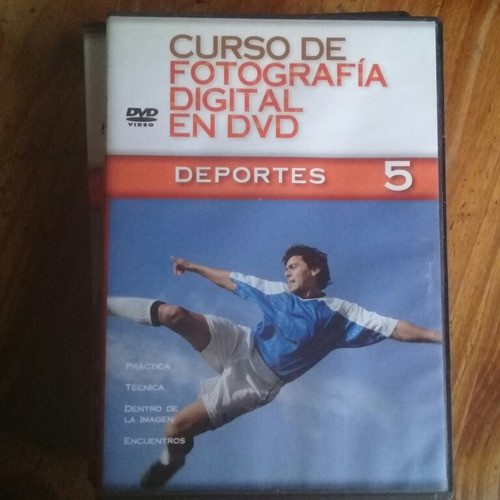 CURSO DE
FOTOGRAFÍA
DIGITAL
EN DVD
DVD
VIDEO
DEPORTES 5
PRÁCTICA
TÉCNICA
DENTRO DE
LA IMAGEN
ENCUENTROS